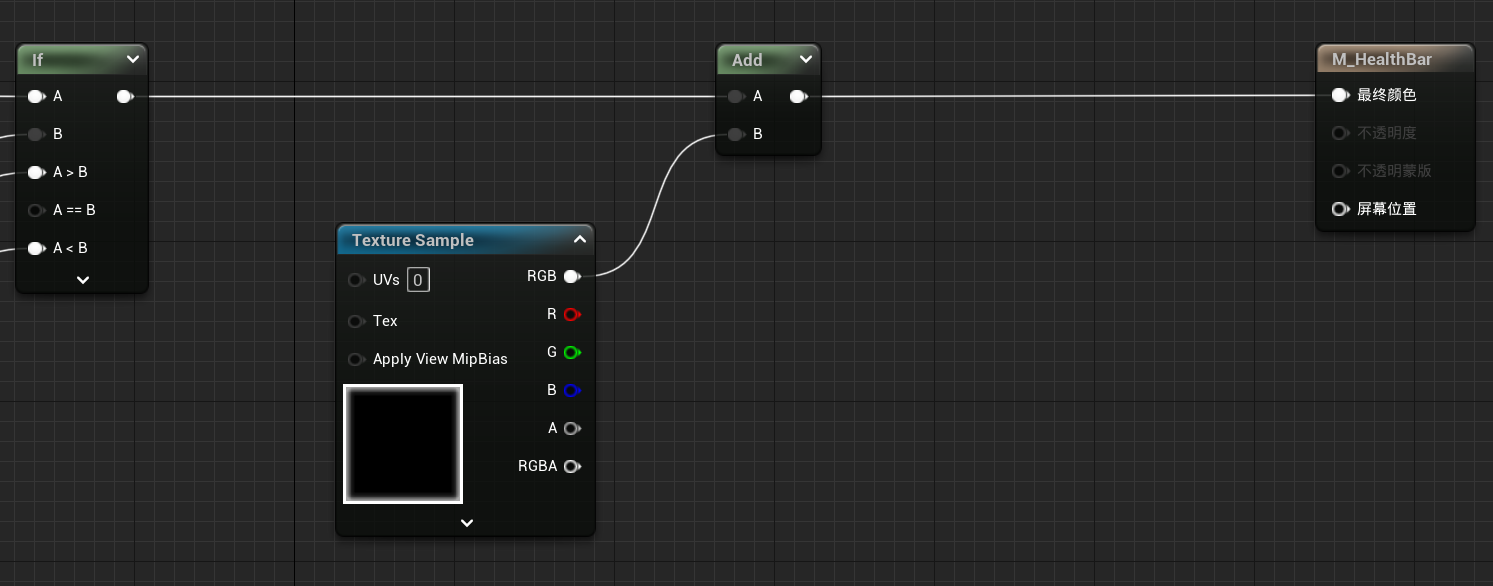 If
A
B
A > B
A == B
A < B
Texture Sample
UVs 0
Tex
Apply View MipBias
RGB
R
G
B
A
RGBA
Add
A
B
M_HealthBar
最终颜色
不透明度
不透明蒙版
屏幕位置